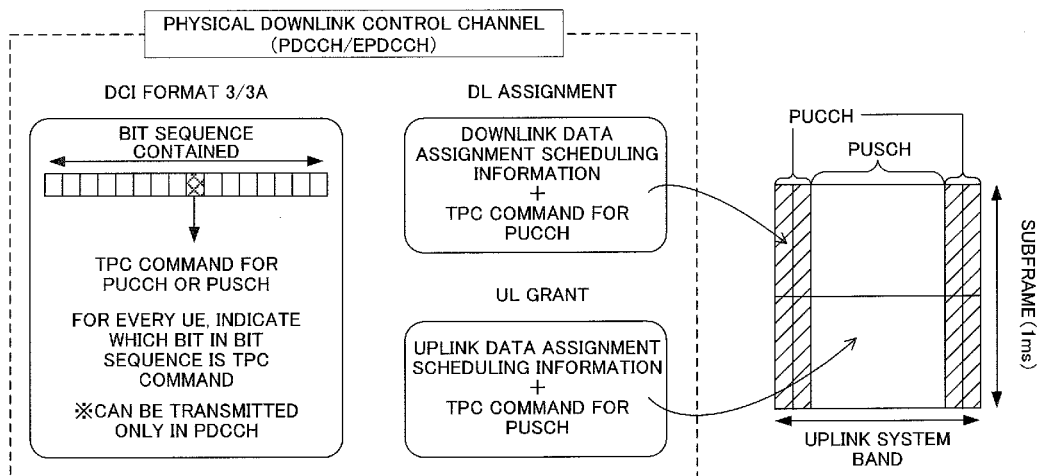 PHYSICAL DOWNLINK CONTROL CHANNEL
(PDCCH/EPDCCH)
DCI FORMAT 3/3A
BIT SEQUENCE
CONTAINED
TPC COMMAND FOR
PUCCH OR PUSCH
FOR EVERY UE, INDICATE
WHICH BIT IN BIT
SEQUENCE IS TPC
COMMAND
※CAN BE TRANSMITTED
ONLY IN PDCCH
DL ASSIGNMENT
DOWNLINK DATA
ASSIGNMENT SCHEDULING
INFORMATION
+
TPC COMMAND FOR
PUCCH
UL GRANT
UPLINK DATA ASSIGNMENT
SCHEDULING INFORMATION
+
TPC COMMAND FOR
PUSCH
PUCCH
PUSCH
SUBFRAME (1ms)
UPLINK SYSTEM
BAND